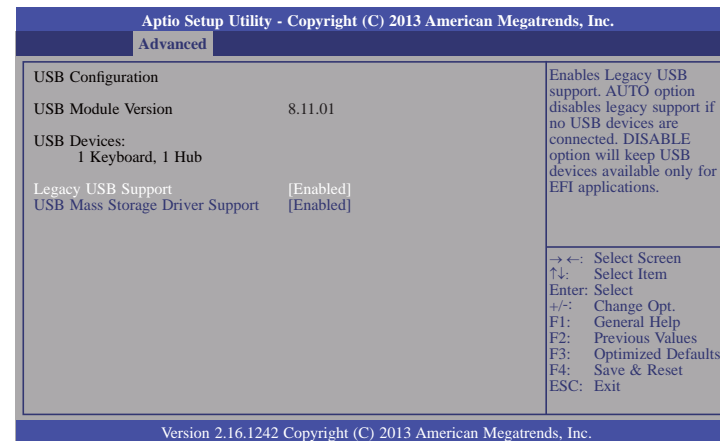 Aptio Setup Utility - Copyright (C) 2013 American Megatrends, Inc.
Advanced
USB Configuration
USB Module Version 8.11.01
USB Devices:
1 Keyboard, 1 Hub
Legacy USB Support [Enabled]
USB Mass Storage Driver Support [Enabled]
Enables Legacy USB
support. AUTO option
disables legacy support if
no USB devices are
connected. DISABLE
option will keep USB
devices available only for
EFI applications.
→←: Select Screen
↑↓: Select Item
Enter: Select
+/-: Change Opt.
F1: General Help
F2: Previous Values
F3: Optimized Defaults
F4: Save & Reset
ESC: Exit
Version 2.16.1242 Copyright (C) 2013 American Megatrends, Inc.